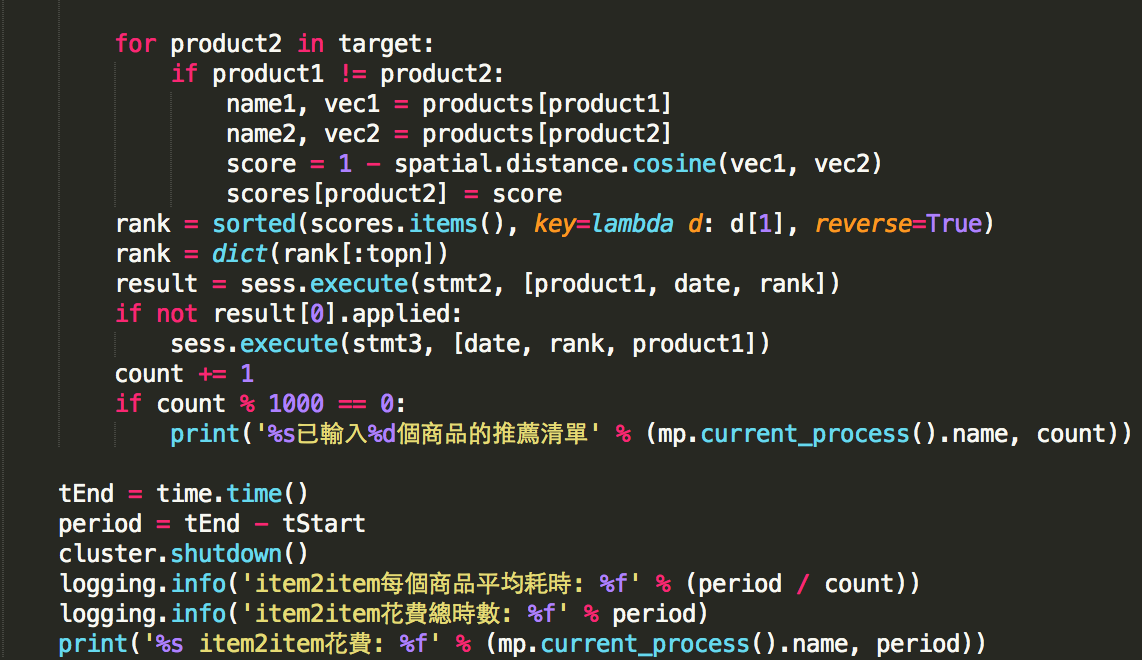 for product2 in target:
if product1 != product2:
name1, vec1 = products[product1]
name2, vec2 = products[product2]
score = 1 - spatial.distance.cosine(vec1, vec2)
scores[product2] = score
rank = sorted(scores.items(), key=lambda d: d[1], reverse=True)
rank = dict(rank[:topn])
result = sess.execute(stmt2, [product1, date, rank])
if not result[0].applied:
sess.execute(stmt3, [date, rank, product1])
count += 1
if count % 1000 == 0:
print('%s已輸入%d個商品的推薦清單' % (mp.current_process().name, count))
tEnd = time.time()
period = tEnd - tStart
cluster.shutdown()
logging.info('item2item每個商品平均耗時: %f' % (period / count))
logging.info('item2item花費總時數: %f' % period)
print('%s item2item花費: %f' % (mp.current_process().name, period))